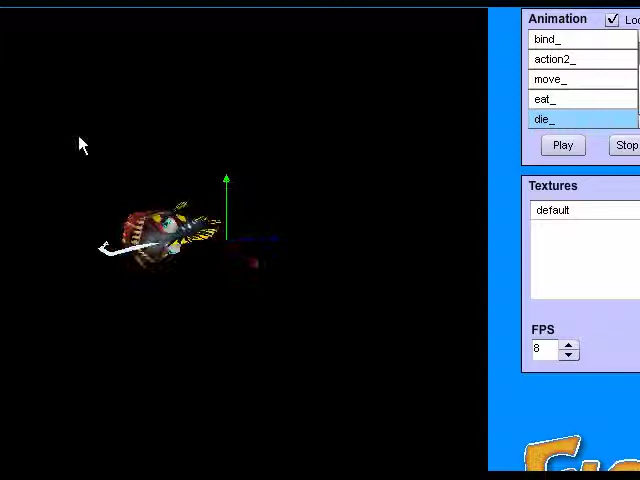 Animation
bind_
action2_
move_
eat_
die_
Play
Stop
Textures
default
FPS
8